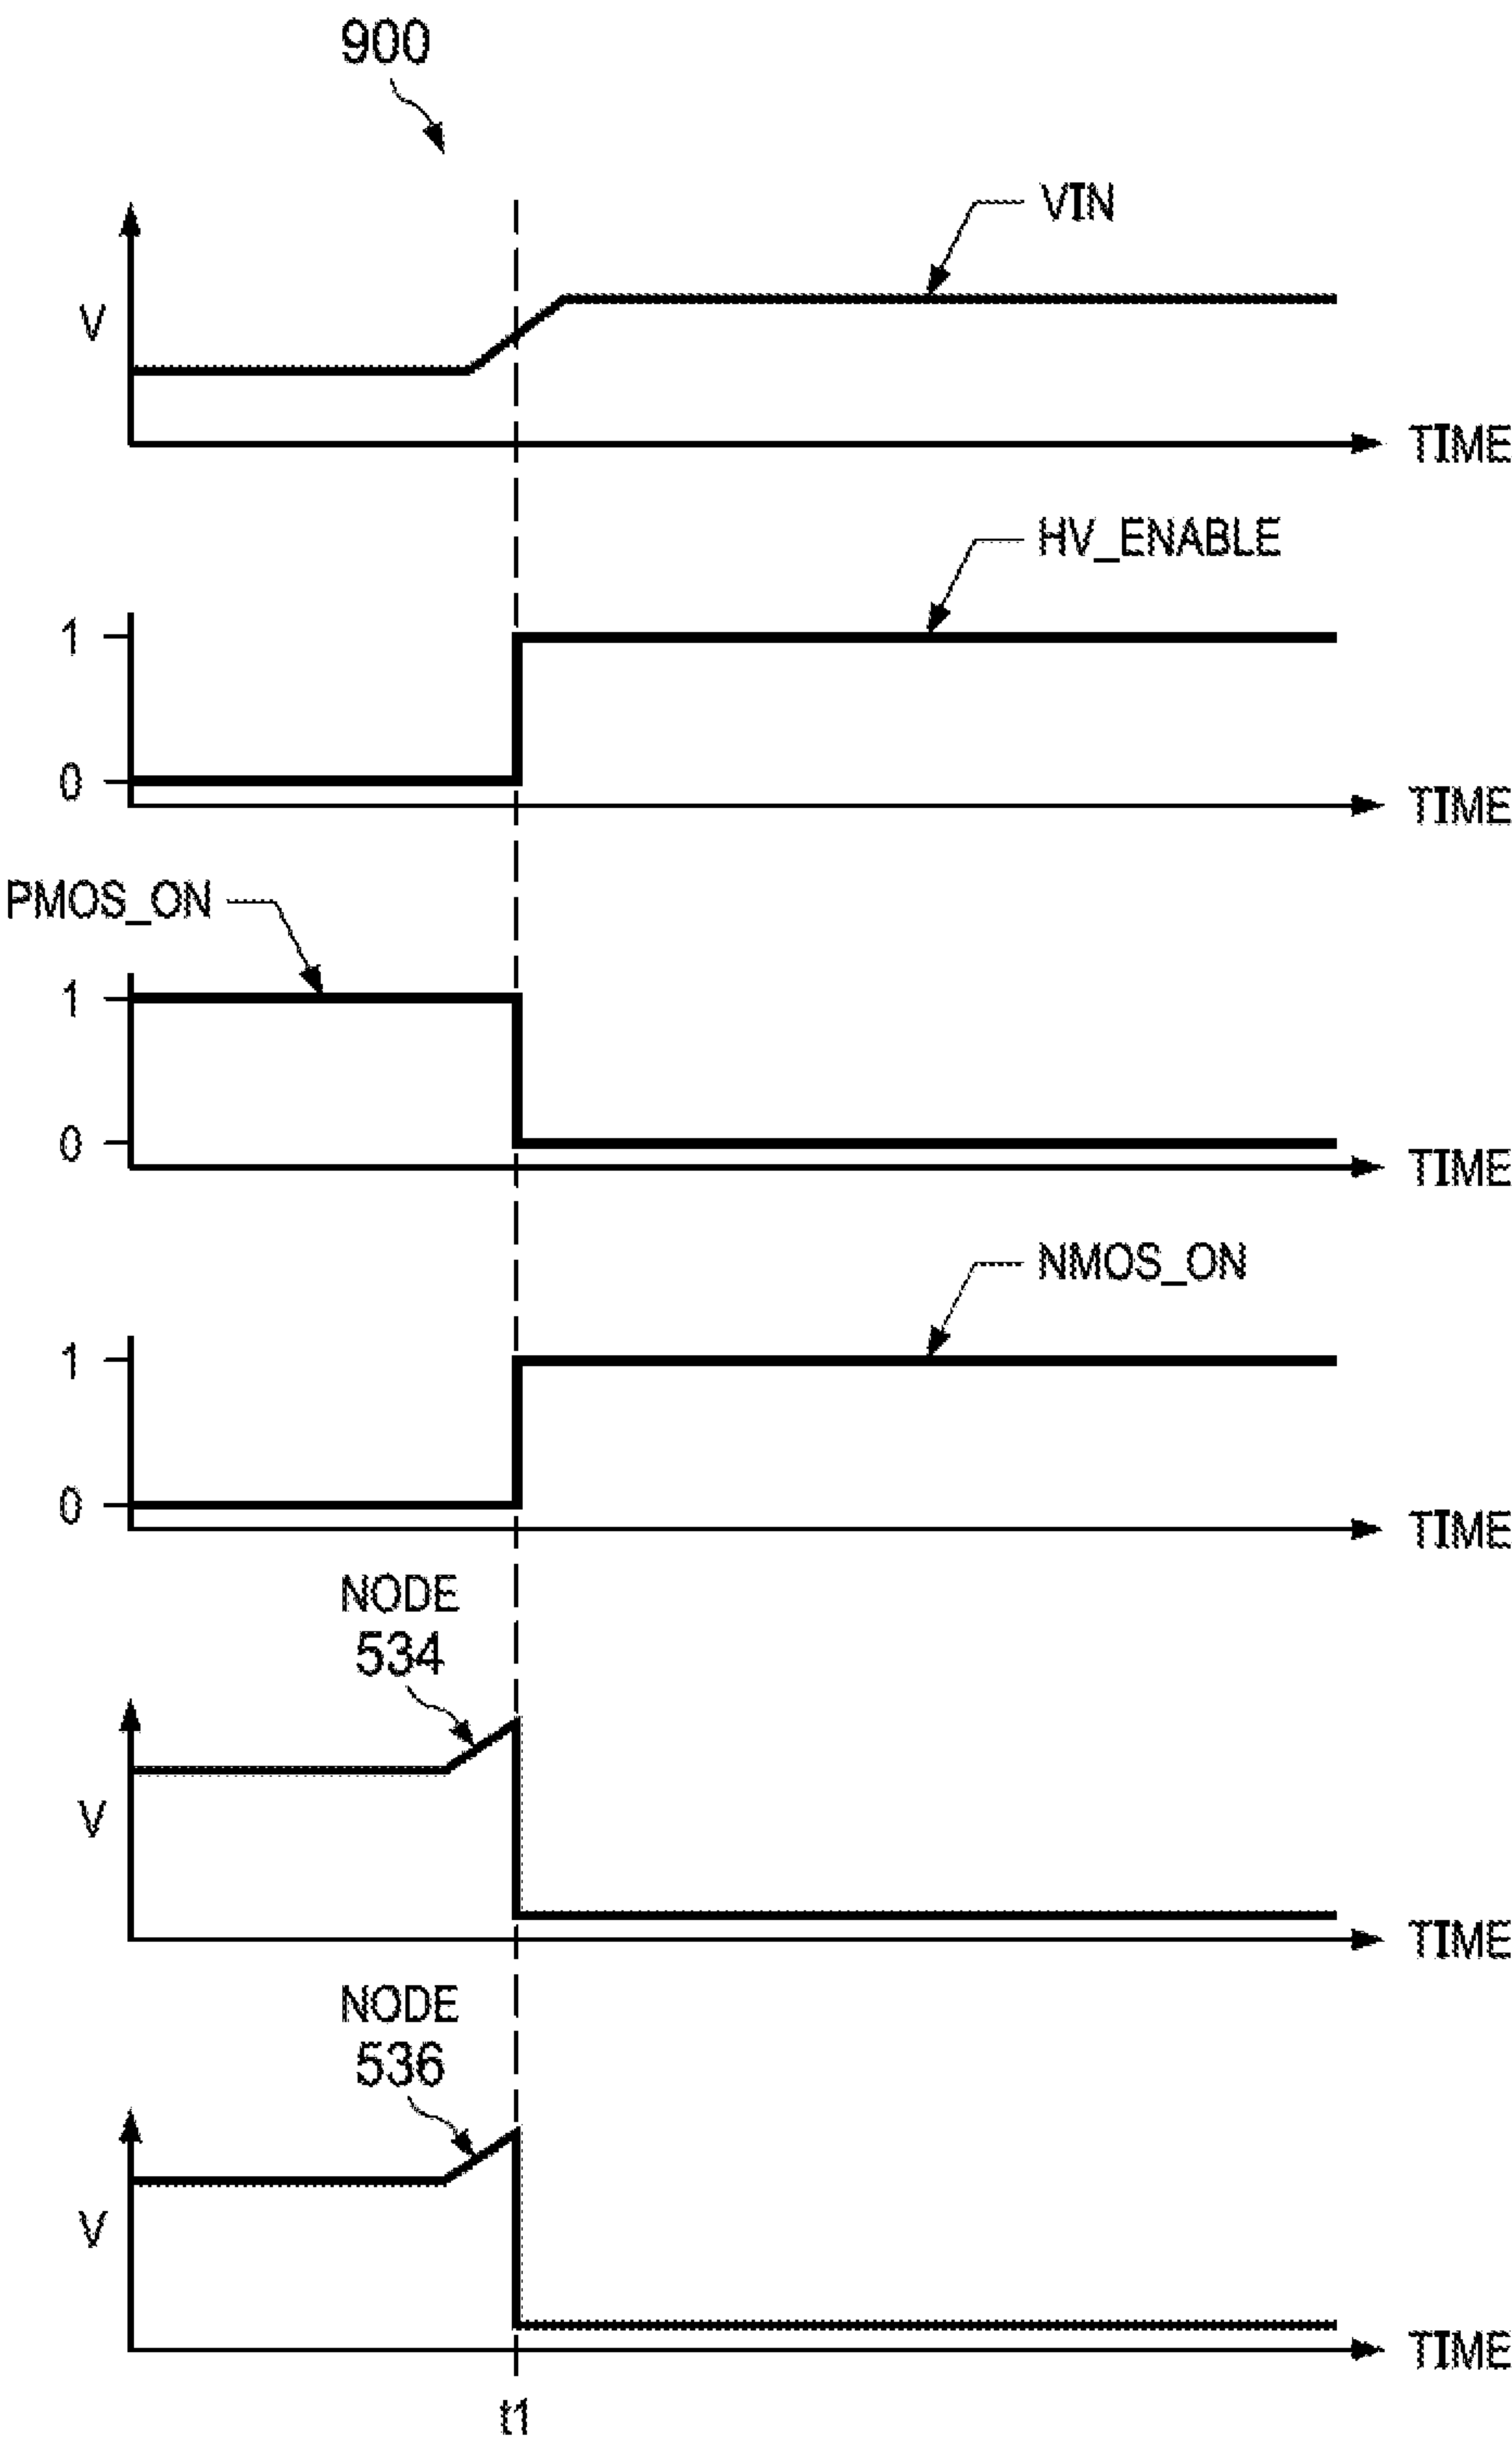 900
VIN
V
TIME
HV_ENABLE
1
0
TIME
PMOS_ON
1
0
TIME
NMOS_ON
1
0
TIME
NODE
534
V
TIME
NODE
536
V
TIME
t1